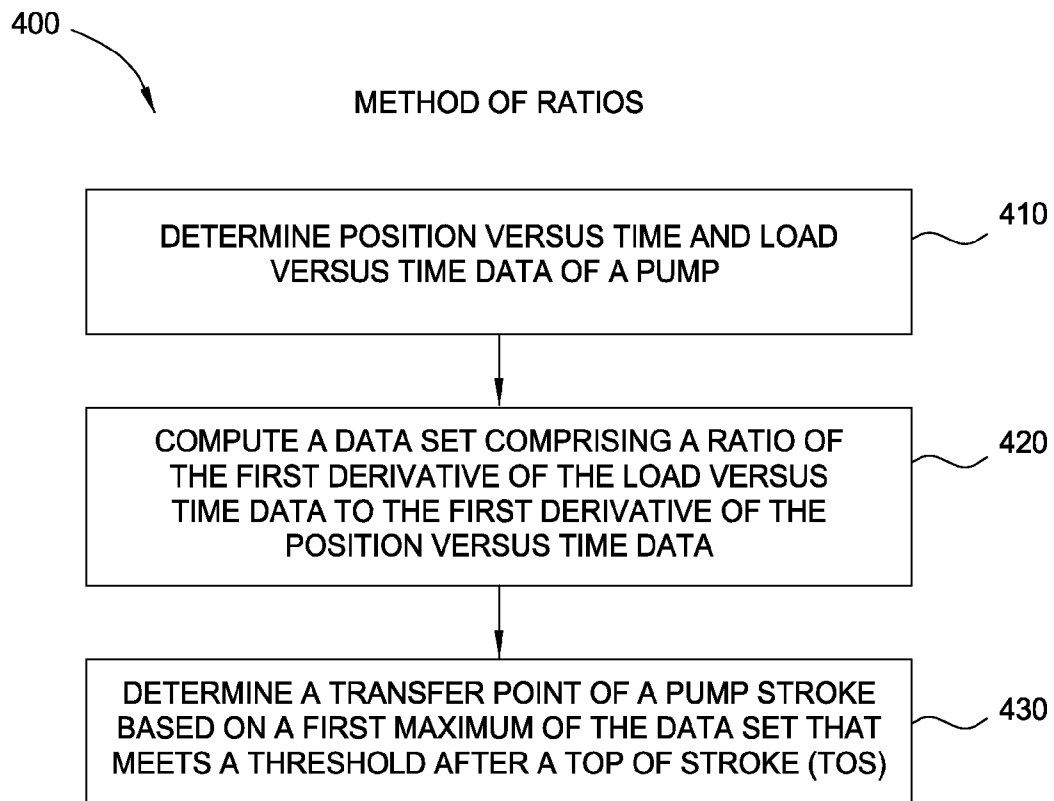 400
METHOD OF RATIOS
DETERMINE POSITION VERSUS TIME AND LOAD
VERSUS TIME DATA OF A PUMP
410
COMPUTE A DATA SET COMPRISING A RATIO OF
THE FIRST DERIVATIVE OF THE LOAD VERSUS
TIME DATA TO THE FIRST DERIVATIVE OF THE
POSITION VERSUS TIME DATA
420
DETERMINE A TRANSFER POINT OF A PUMP STROKE
BASED ON A FIRST MAXIMUM OF THE DATA SET THAT
MEETS A THRESHOLD AFTER A TOP OF STROKE (TOS)
430